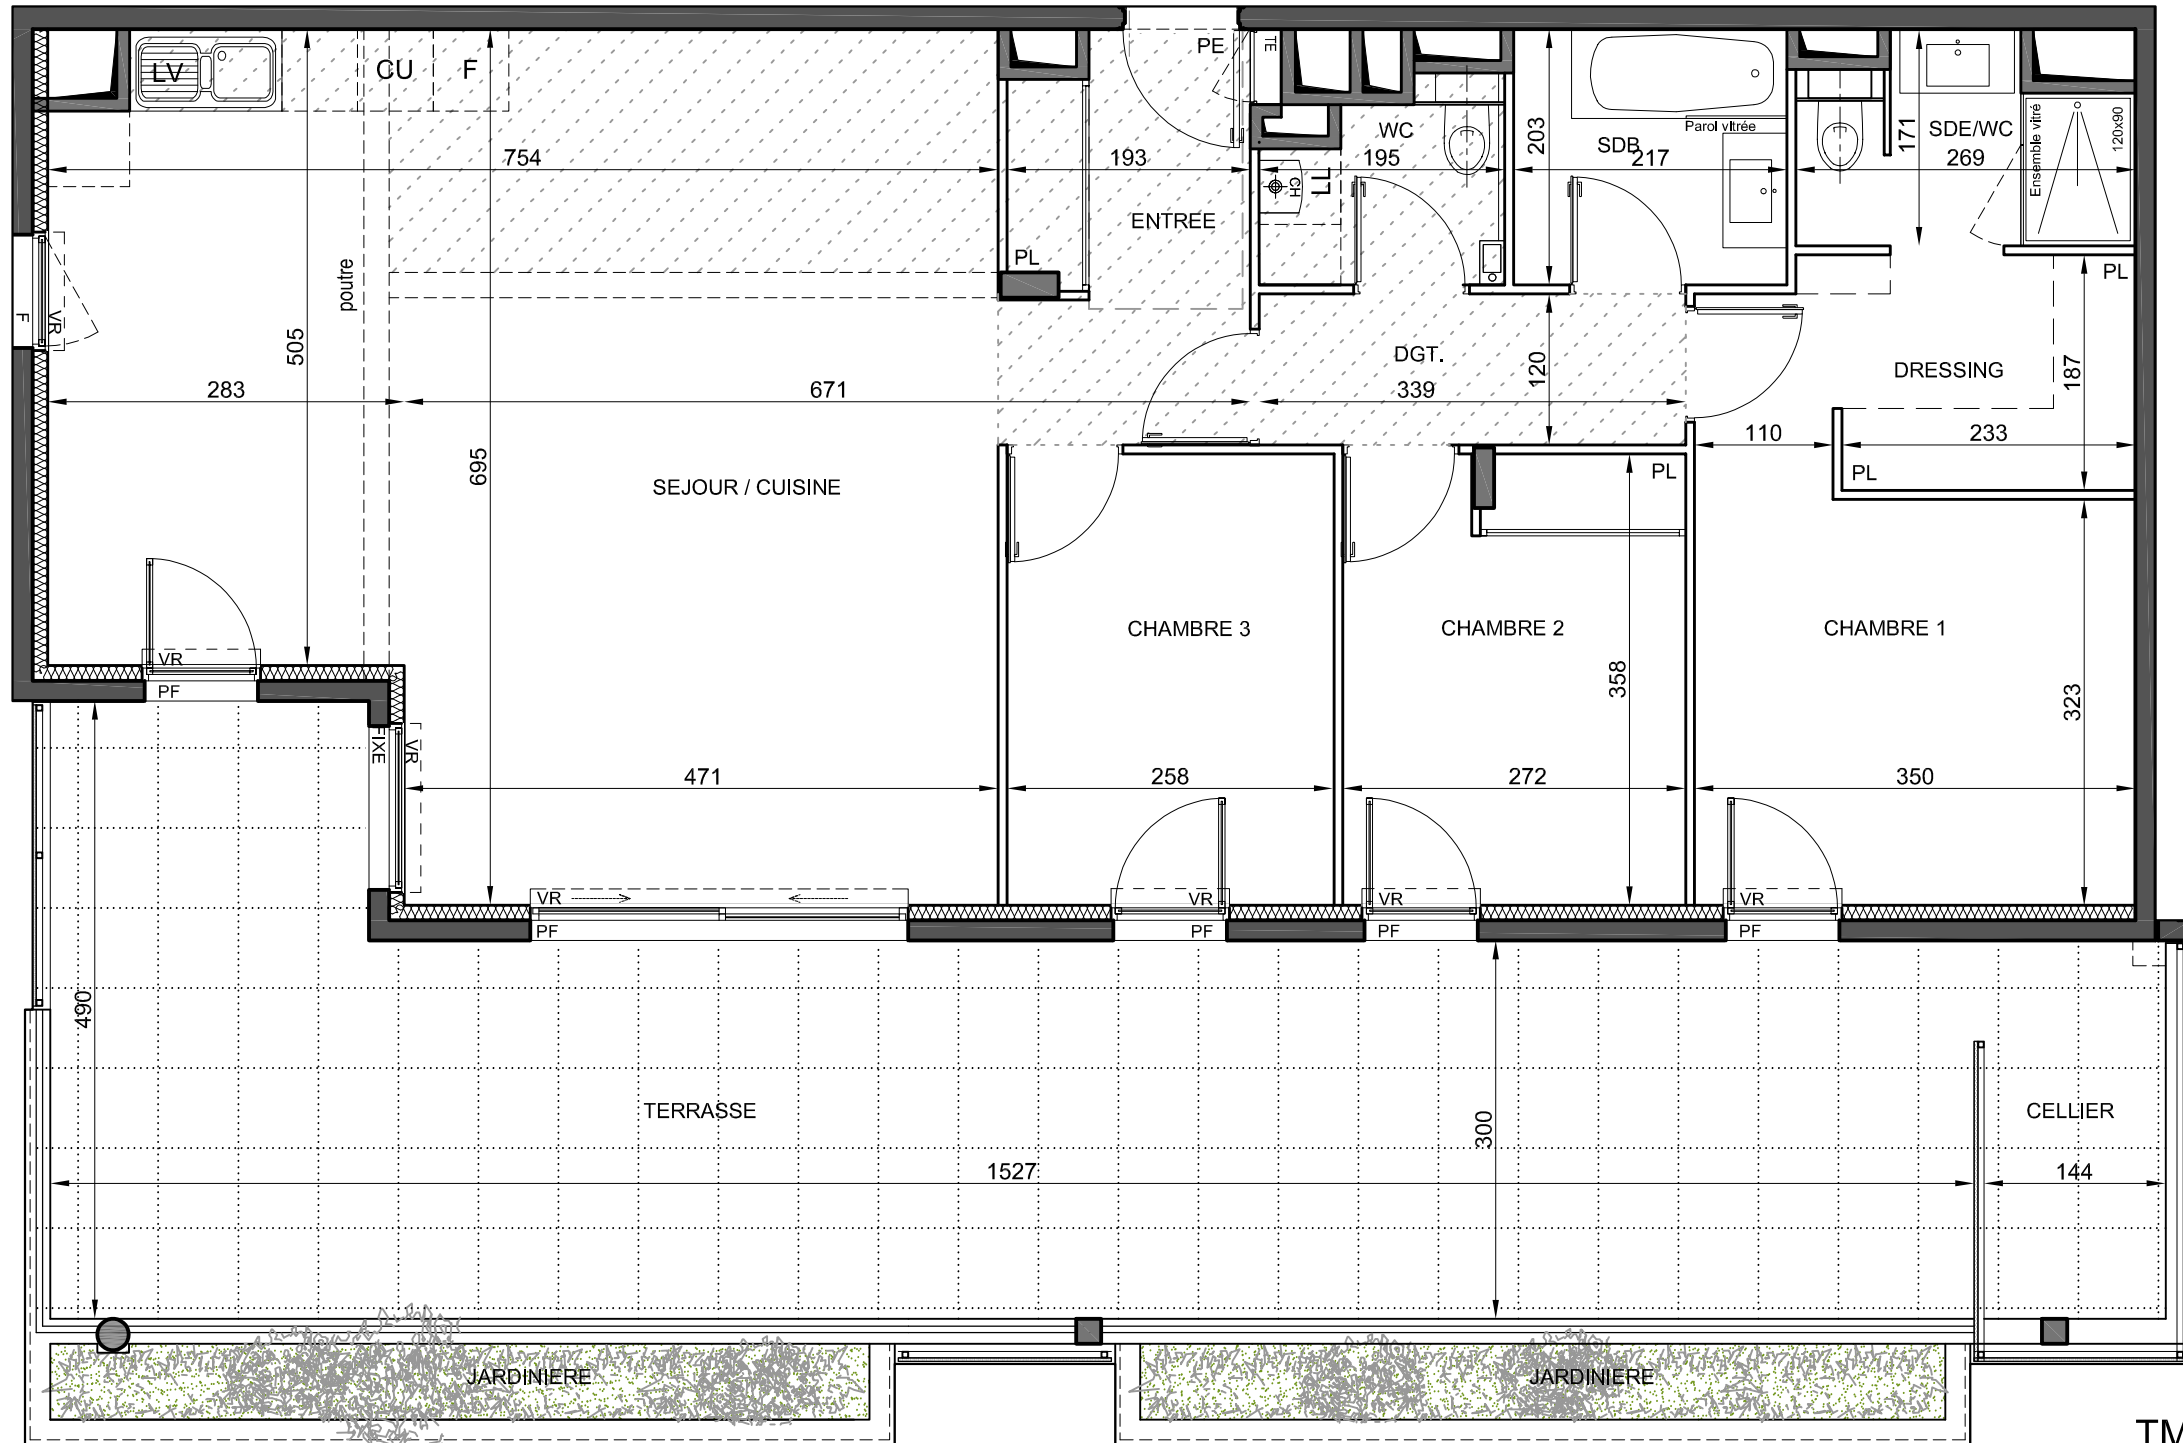 LV
CU
F
PE
TE
WC
203
SDB
Parol vitrée
171
SDE/WC
Ensemble vitré
120x90
754
193
195
217
269
CH
LL
ENTREE
PL
PL
poutre
F
VR
505
DGT.
120
DRESSING
187
283
671
339
110
233
695
SEJOUR / CUISINE
PL
PL
CHAMBRE 3
CHAMBRE 2
CHAMBRE 1
358
323
VR
PF
FIXE
VR
471
258
272
350
VR
VR
VR
VR
PF
PF
PF
PF
490
TERRASSE
300
CELLIER
1527
144
JARDINIERE
JARDINIERE
TM